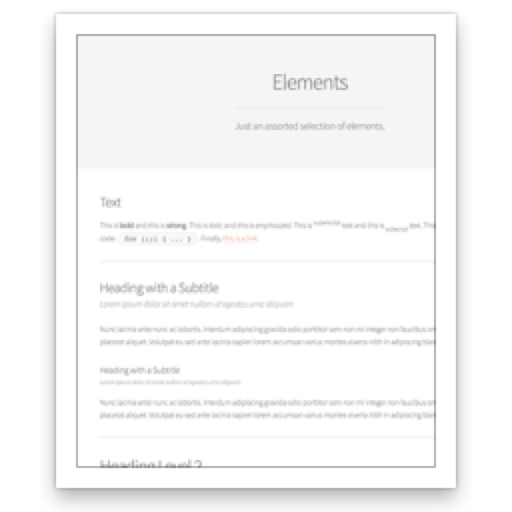 Elements
Just an assorted selection of elements.
Text
This is bold and this is strong. This is italic and this is emphasized. This is superscript text and this is subscript text. This
code: for (;;) { ... }. Finally, this is a link.
Heading with a Subtitle
Lorem ipsum dolor sit amet nullam id egestas urna aliquam
Nunc lacinia ante nunc ac lobortis. Interdum adipiscing gravida odio porttitor sem non mi integer non faucibus
placerat aliquet. Volutpat eu sed ante lacinia sapien lorem accumsan varius montes viverra nibh in adipiscing
Heading with a Subtitle
Lorem ipsum dolor sit amet nullam id egestas urna aliquam
Nunc lacinia ante nunc ac lobortis. Interdum adipiscing gravida odio porttitor sem non mi integer non faucibus
placerat aliquet. Volutpat eu sed ante lacinia sapien lorem accumsan varius montes viverra nibh in adipiscing
Heading Level 2